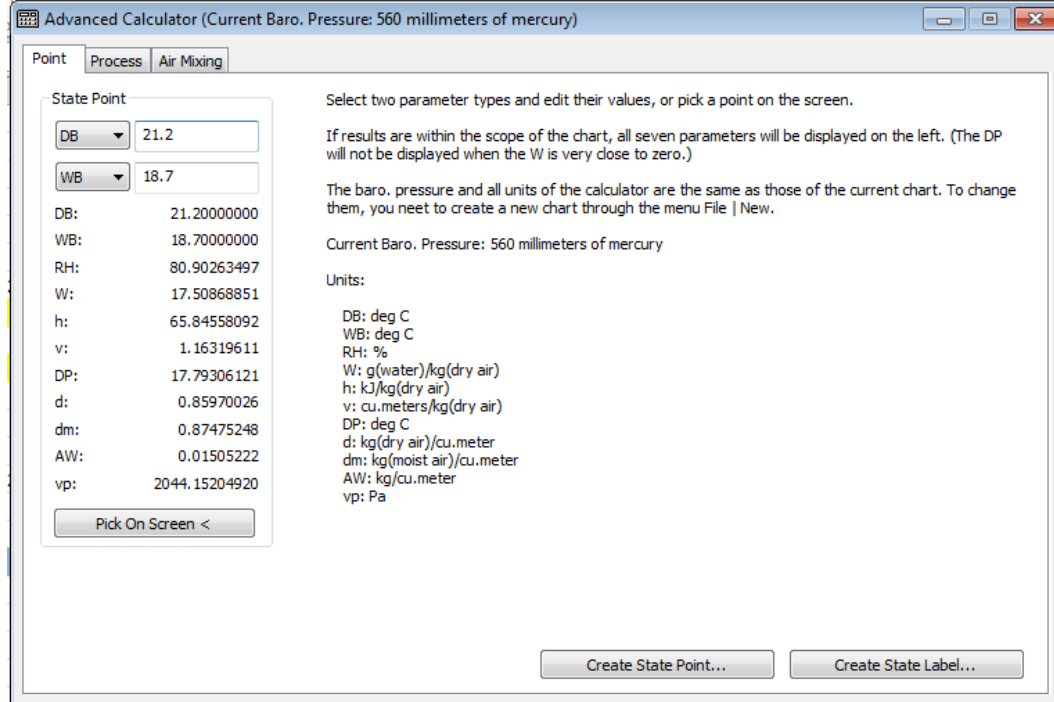 Advanced Calculator (Current Baro. Pressure: 560 millimeters of mercury)
Point Process Air Mixing
State Point
DB 21.2
WB 18.7
DB: 21.20000000
WB: 18.70000000
RH: 80.90263497
W: 17.50868851
h: 65.84558092
v: 1.16319611
DP: 17.79306121
d: 0.85970026
dm: 0.87475248
AW: 0.01505222
vp: 2044.15204920
Pick On Screen <
Select two parameter types and edit their values, or pick a point on the screen.
If results are within the scope of the chart, all seven parameters will be displayed on the left. (The DP
will not be displayed when the W is very close to zero.)
The baro. pressure and all units of the calculator are the same as those of the current chart. To change
them, you neet to create a new chart through the menu File | New.
Current Baro. Pressure: 560 millimeters of mercury
Units:
DB: deg C
WB: deg C
RH: %
W: g(water)/kg(dry air)
h: kJ/kg(dry air)
v: cu.meters/kg(dry air)
DP: deg C
d: kg(dry air)/cu.meter
dm: kg(moist air)/cu.meter
AW: kg/cu.meter
vp: Pa
Create State Point... Create State Label...